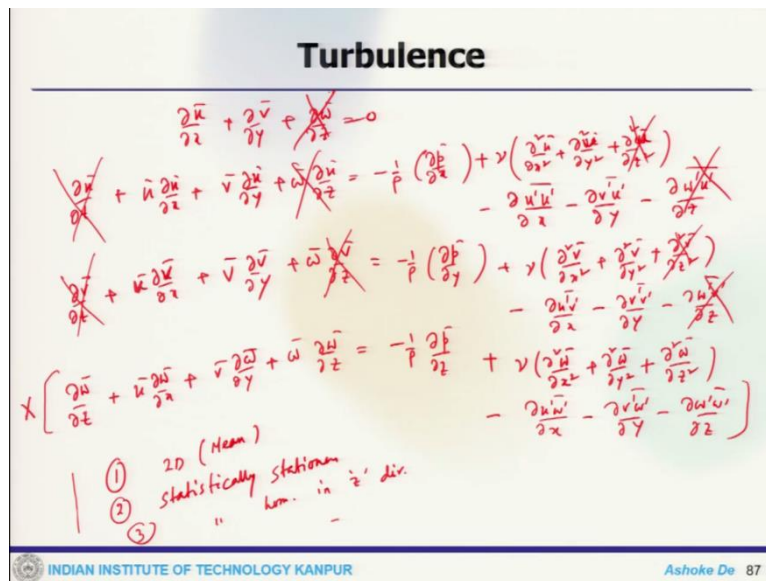 Turbulence
∂ū/∂x + ∂v̄/∂y + ∂w̄/∂z = 0
∂ū/∂t + ū ∂ū/∂x + v̄ ∂ū/∂y + w̄ ∂ū/∂z = -1/ρ (∂p̄/∂x) + ν(∂²ū/∂x² + ∂²ū/∂y² + ∂²ū/∂z²)
- ∂u'u'/∂x - ∂v'u'/∂y - ∂w'u'/∂z
∂v̄/∂t + ū ∂v̄/∂x + v̄ ∂v̄/∂y + w̄ ∂v̄/∂z = -1/ρ (∂p̄/∂y) + ν(∂²v̄/∂x² + ∂²v̄/∂y² + ∂²v̄/∂z²)
- ∂u'v'/∂x - ∂v'v'/∂y - ∂w'v'/∂z
X [ ∂w̄/∂t + ū ∂w̄/∂x + v̄ ∂w̄/∂y + w̄ ∂w̄/∂z = -1/ρ ∂p̄/∂z + ν(∂²w̄/∂x² + ∂²w̄/∂y² + ∂²w̄/∂z²)
- ∂u'w'/∂x - ∂v'w'/∂y - ∂w'w'/∂z ]
① 2D (Mean)
② statistically stationary
③ " hom. in 'z' dir.
INDIAN INSTITUTE OF TECHNOLOGY KANPUR
Ashoke De 87